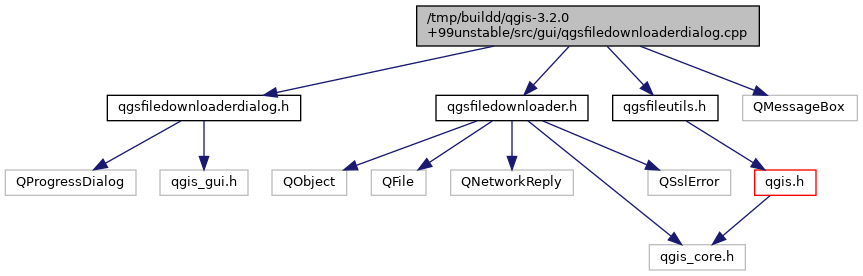 /tmp/buildd/qgis-3.2.0
+99unstable/src/gui/qgsfiledownloaderdialog.cpp
qgsfiledownloaderdialog.h
qgsfiledownloader.h
qgsfileutils.h
QMessageBox
QProgressDialog
qgis_gui.h
QObject
QFile
QNetworkReply
QSslError
qgis.h
qgis_core.h